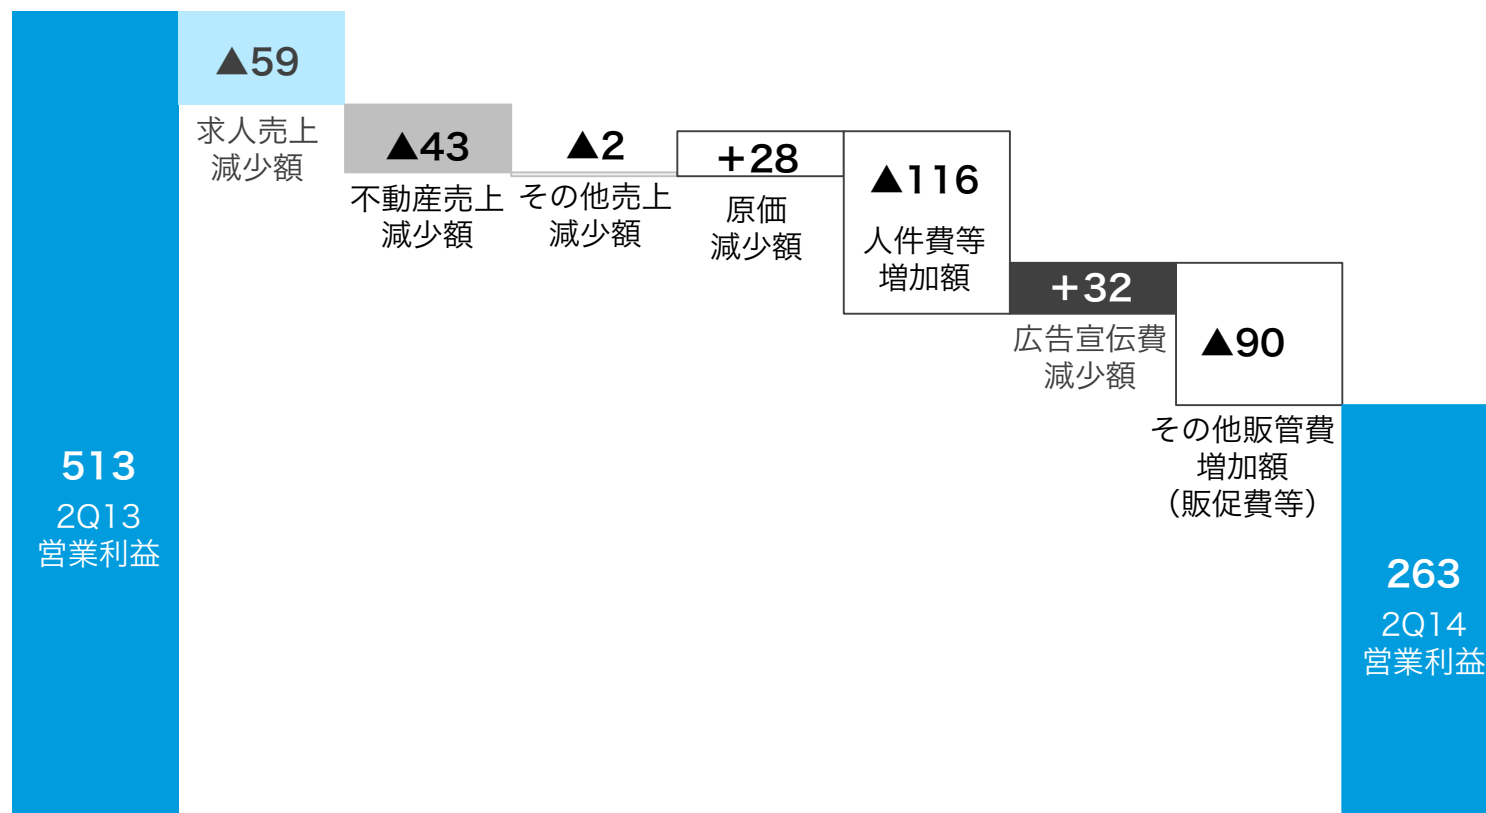 ▲59
求人売上
減少額
▲43
不動産売上
減少額
▲2
その他売上
減少額
+28
原価
減少額
▲116
人件費等
増加額
+32
広告宣伝費
減少額
▲90
その他販管費
増加額
（販促費等）
513
2Q13
営業利益
263
2Q14
営業利益